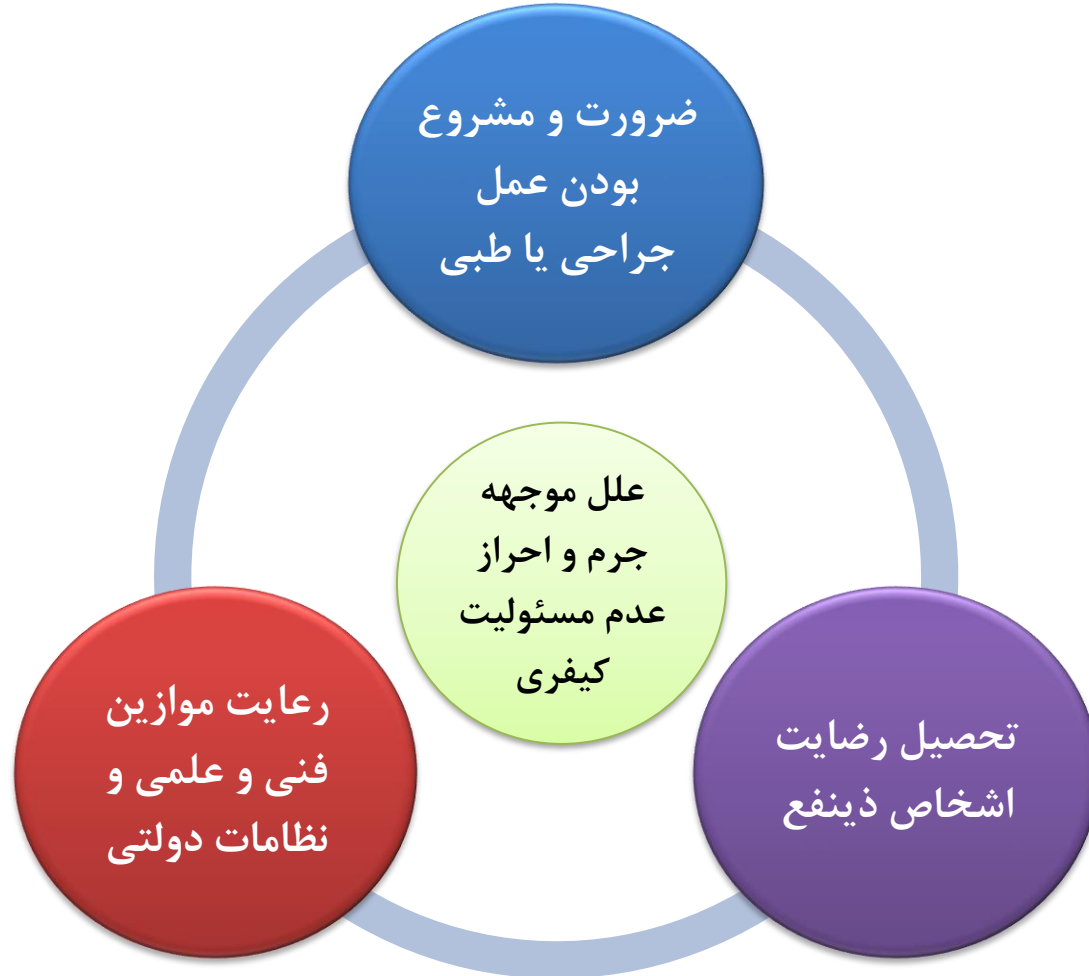 ضرورت و مشروع
بودن عمل
جراحی یا طبی
علل موجهه
جرم و احراز
عدم مسئولیت
کیفری
تحصیل رضایت
اشخاص ذینفع
رعایت موازین
فنی و علمی و
نظامات دولتی